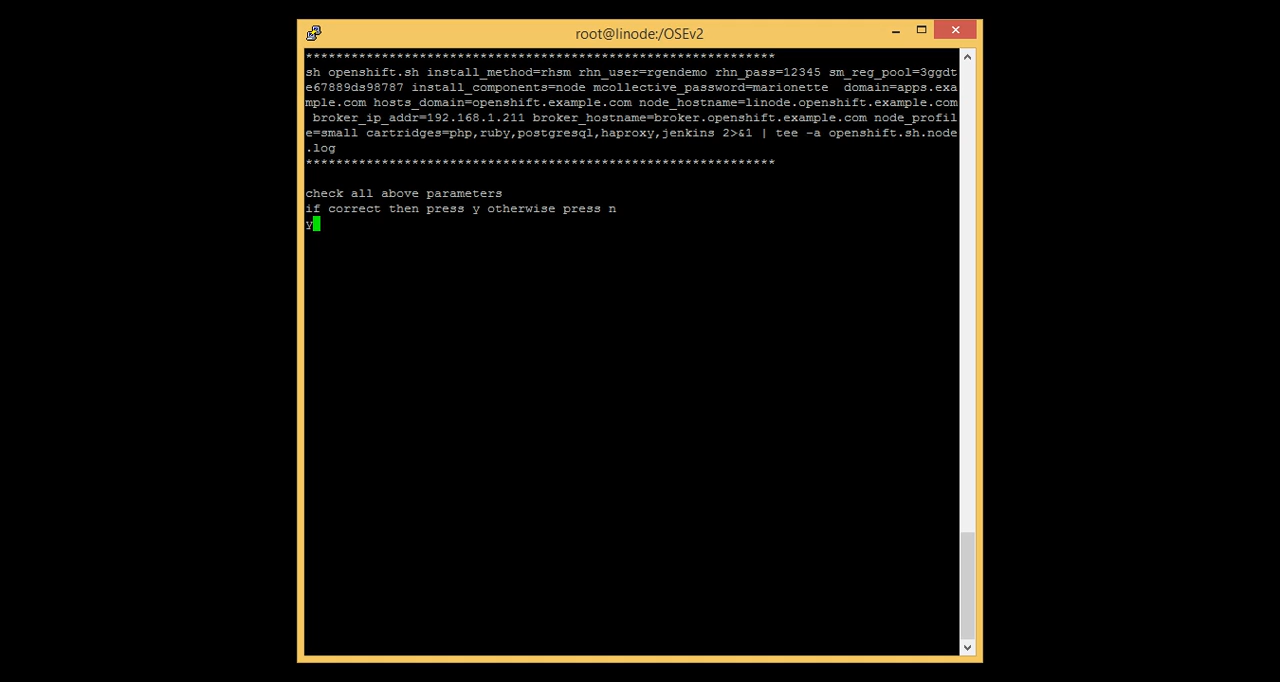 root@linode:/OSEv2
**************************************************************
sh openshift.sh install_method=rhsm rhn_user=rgendemo rhn_pass=12345 sm_reg_pool=3ggdt
e67889ds98787 install_components=node mcollective_password=marionette  domain=apps.exa
mple.com hosts_domain=openshift.example.com node_hostname=linode.openshift.example.com
 broker_ip_addr=192.168.1.211 broker_hostname=broker.openshift.example.com node_profil
e=small cartridges=php,ruby,postgresql,haproxy,jenkins 2>&1 | tee -a openshift.sh.node
.log
**************************************************************
check all above parameters
if correct then press y otherwise press n
y